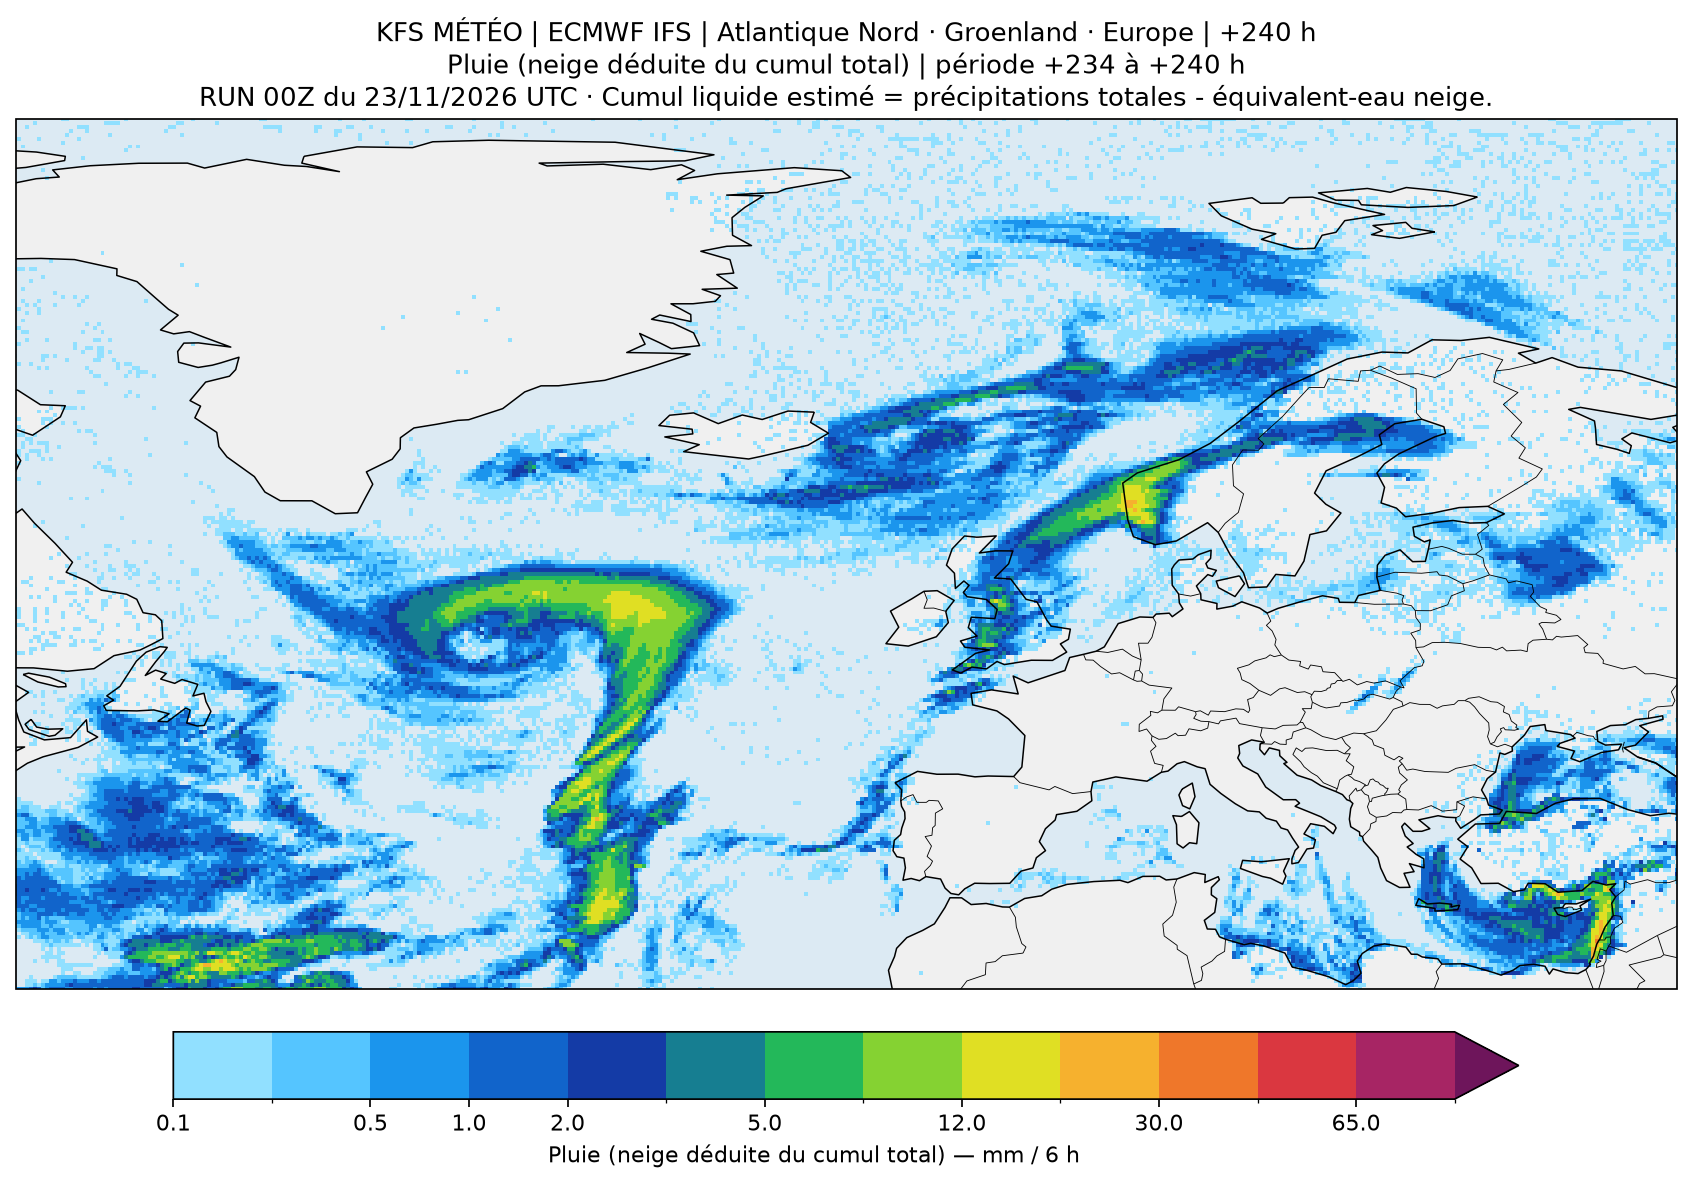 KFS MÉTÉO | ECMWF IFS | Atlantique Nord · Groenland · Europe | +240 h
Pluie (neige déduite du cumul total) | période +234 à +240 h
RUN 00Z du 23/11/2026 UTC · Cumul liquide estimé = précipitations totales - équivalent-eau neige.
0.1 0.5 1.0 2.0 5.0 12.0 30.0 65.0
Pluie (neige déduite du cumul total) — mm / 6 h